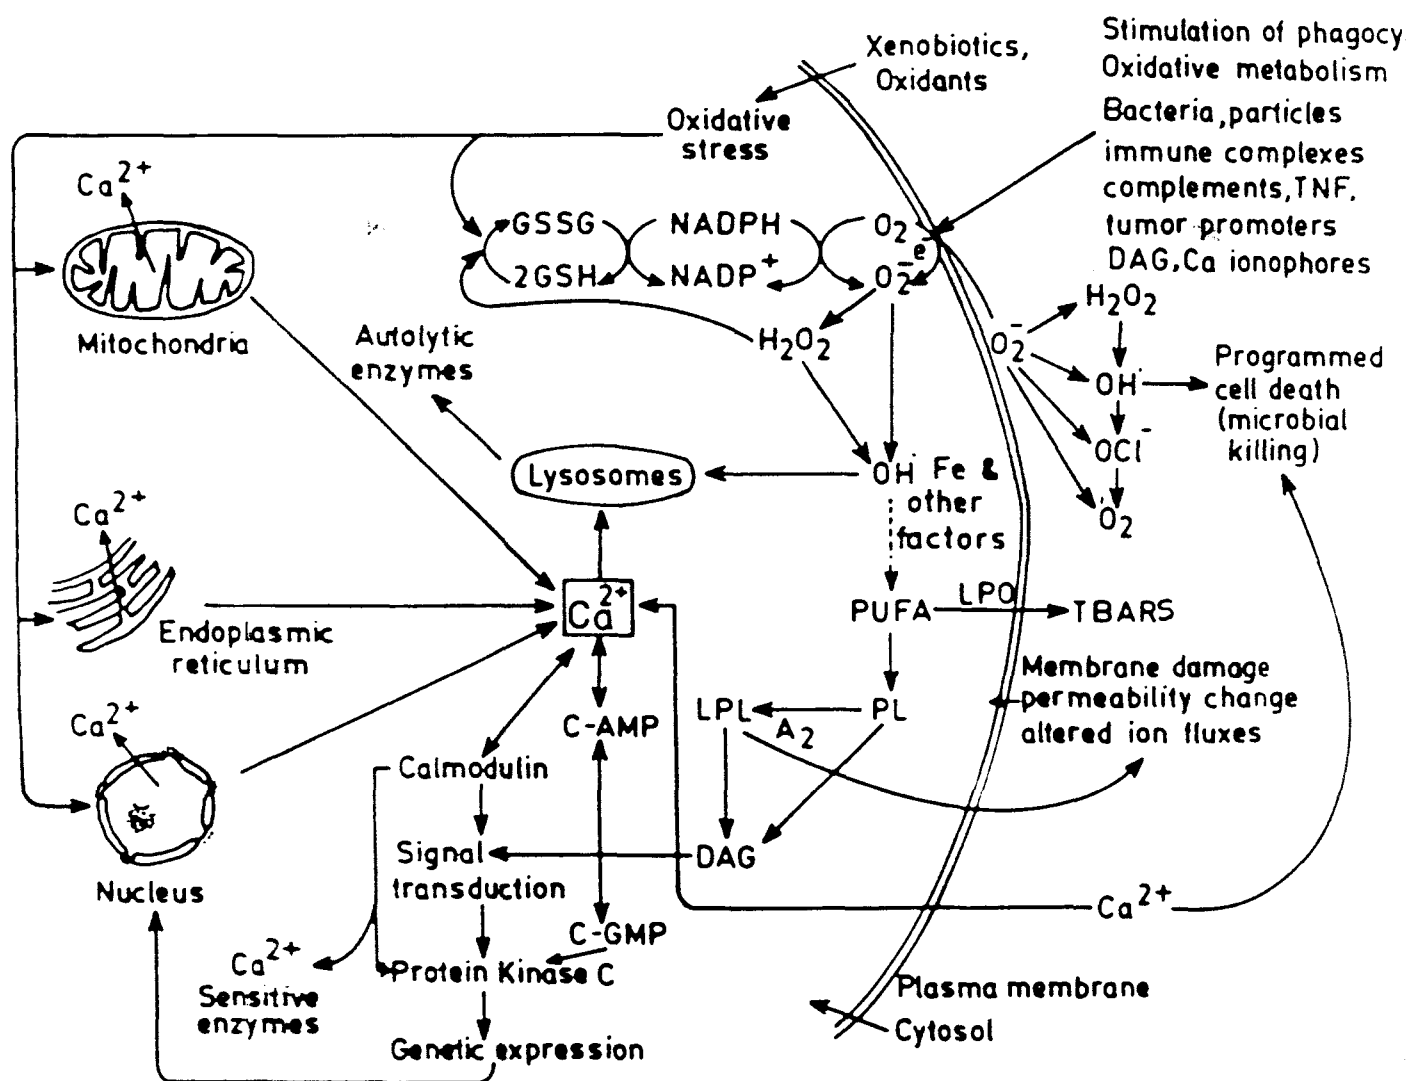 Xenobiotics,
Oxidants
Stimulation of phagocy
Oxidative metabolism
Bacteria, particles
immune complexes
complements, TNF,
tumor promoters
DAG, Ca ionophores
Oxidative
stress
Ca2+
Mitochondria
GSSG
NADPH
O2
e-
2GSH
NADP+
O2-
H2O2
Autolytic
enzymes
O2-
H2O2
OH·
OCl-
'O2
Programmed
cell death
(microbial
killing)
Lysosomes
OH·
Fe &
other
factors
Ca2+
Endoplasmic
reticulum
Ca2+
PUFA
LPO
TBARS
Membrane damage
permeability change
altered ion fluxes
LPL
A2
PL
C-AMP
Ca2+
Nucleus
Calmodulin
Signal
transduction
DAG
C-GMP
Ca2+
Ca2+
Sensitive
enzymes
Protein Kinase C
Genetic expression
Plasma membrane
Cytosol